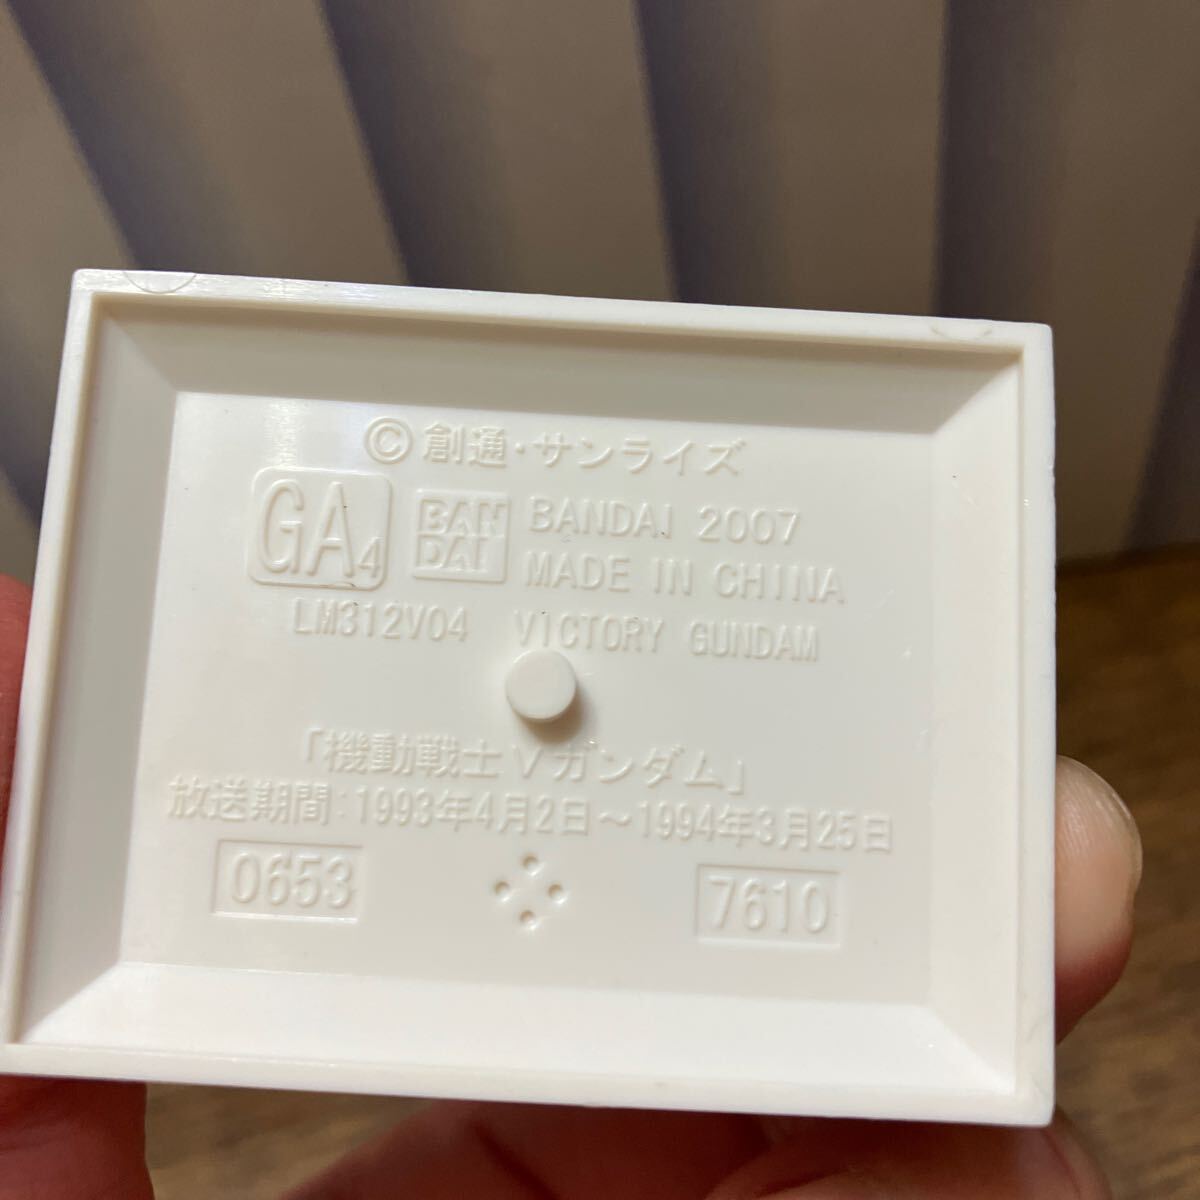 ©創通・サンライズ
GA4 BANDAI BANDAI 2007
MADE IN CHINA
LM312V04 VICTORY GUNDAM
「機動戦士Vガンダム」
放送期間:1993年4月2日～1994年3月25日
0653 7610